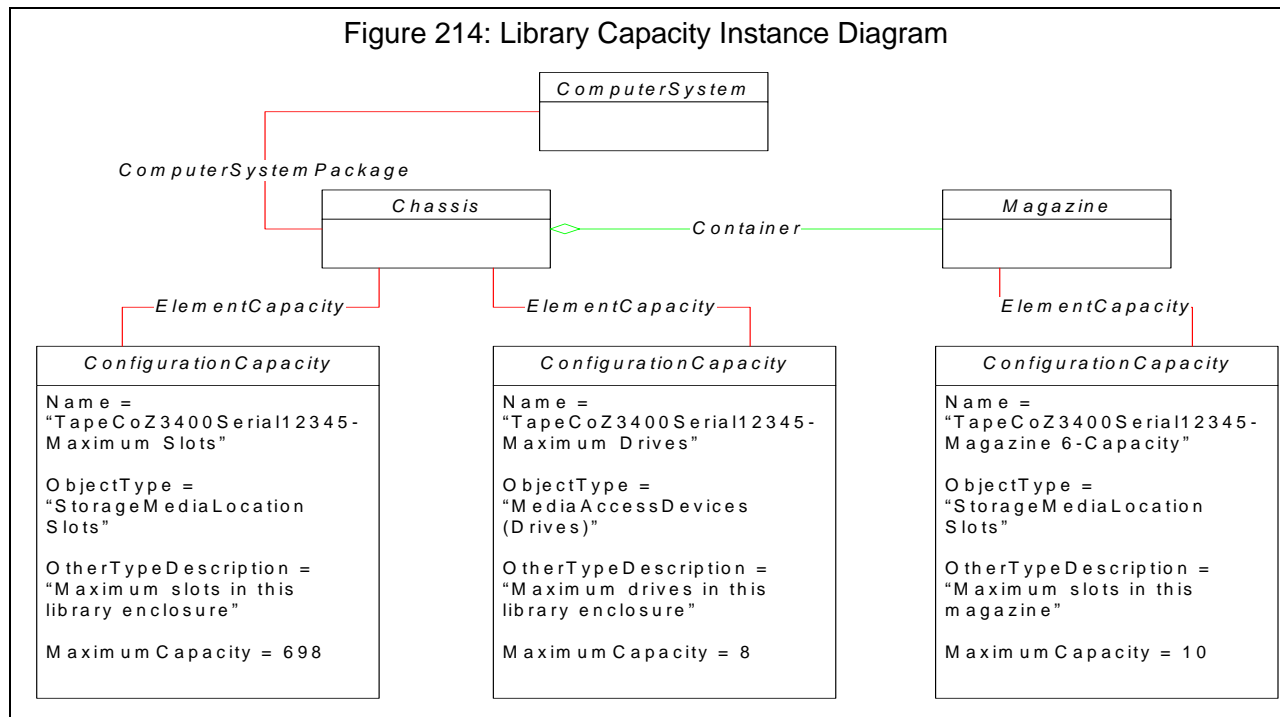 Figure 214: Library Capacity Instance Diagram
ComputerSystem
ComputerSystemPackage
Chassis
Container
Magazine
ElementCapacity
ElementCapacity
ElementCapacity
ConfigurationCapacity
Name =
“TapeCoZ3400Serial12345-
Maximum Slots”
ObjectType =
“StorageMediaLocation
Slots”
OtherTypeDescription =
“Maximum slots in this
library enclosure”
MaximumCapacity = 698
ConfigurationCapacity
Name =
“TapeCoZ3400Serial12345-
Maximum Drives”
ObjectType =
“MediaAccessDevices
(Drives)”
OtherTypeDescription =
“Maximum drives in this
library enclosure”
MaximumCapacity = 8
ConfigurationCapacity
Name =
“TapeCoZ3400Serial12345-
Magazine 6-Capacity”
ObjectType =
“StorageMediaLocation
Slots”
OtherTypeDescription =
“Maximum slots in this
magazine”
MaximumCapacity = 10